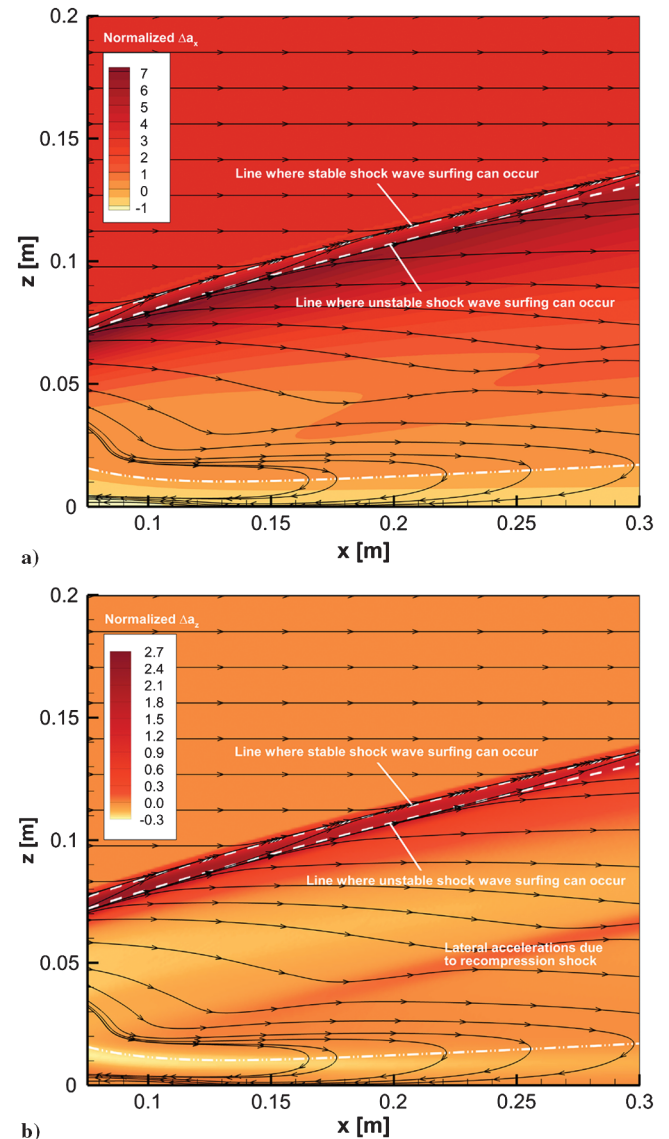 0.2
Normalized Δax
7
6
5
4
3
2
1
0
-1
0.15
Line where stable shock wave surfing can occur
z [m]
0.1
Line where unstable shock wave surfing can occur
0.05
0
0.1
0.15
0.2
0.25
0.3
x [m]
a)
0.2
Normalized Δaz
2.7
2.4
2.1
1.8
1.5
1.2
0.9
0.6
0.3
0.0
-0.3
0.15
Line where stable shock wave surfing can occur
z [m]
0.1
Line where unstable shock wave surfing can occur
Lateral accelerations due
to recompression shock
0.05
0
0.1
0.15
0.2
0.25
0.3
x [m]
b)